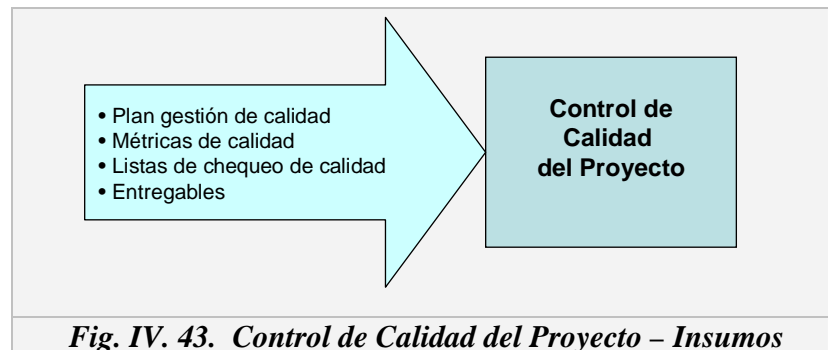 • Plan gestión de calidad
• Métricas de calidad
• Listas de chequeo de calidad
• Entregables
Control de
Calidad
del Proyecto
Fig. IV. 43. Control de Calidad del Proyecto – Insumos